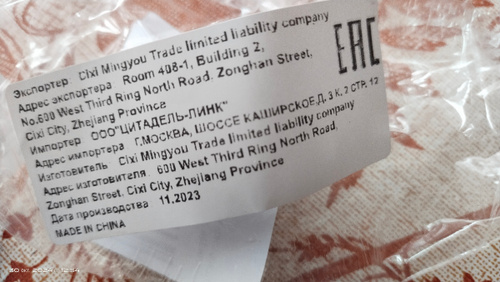 Экспортер Cixi Mingyou Trade limited liability company
Адрес экспортера Room 408-1, Building 2,
No.600 West Third Ring North Road, Zonghan Street,
Cixi City, Zhejiang Province
Импортер ООО"ЦИТАДЕЛЬ-ЛИНК"
Адрес импортера Г.МОСКВА, ШОССЕ КАШИРСКОЕ,Д. 3 К. 2 СТР. 12
Изготовитель Cixi Mingyou Trade limited liability company
Адрес изготовителя 600 West Third Ring North Road,
Zonghan Street, Cixi City, Zhejiang Province
Дата производства 11.2023
MADE IN CHINA
EAC